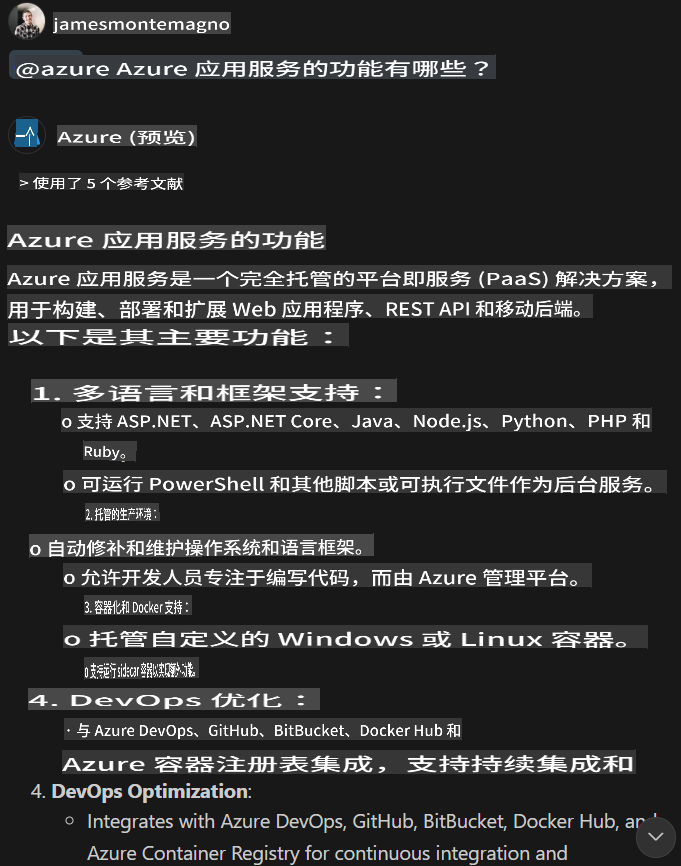 jamesmontemagno
@azure Azure 应用服务的功能有哪些？
Azure (预览)
> 使用了 5 个参考文献
Azure 应用服务的功能
Azure 应用服务是一个完全托管的平台即服务 (PaaS) 解决方案，
用于构建、部署和扩展 Web 应用程序、REST API 和移动后端。
以下是其主要功能：
1. 多语言和框架支持：
o 支持 ASP.NET、ASP.NET Core、Java、Node.js、Python、PHP 和
Ruby。
o 可运行 PowerShell 和其他脚本或可执行文件作为后台服务。
2. 托管的生产环境：
o 自动修补和维护操作系统和语言框架。
o 允许开发人员专注于编写代码，而由 Azure 管理平台。
3. 容器化和 Docker 支持：
o 托管自定义的 Windows 或 Linux 容器。
o 支持运行 sidecar 容器以实现额外功能。
4. DevOps 优化：
· 与 Azure DevOps、GitHub、BitBucket、Docker Hub 和
Azure 容器注册表集成，支持持续集成和
4. DevOps Optimization:
o Integrates with Azure DevOps, GitHub, BitBucket, Docker Hub, and
Azure Container Registry for continuous integration and